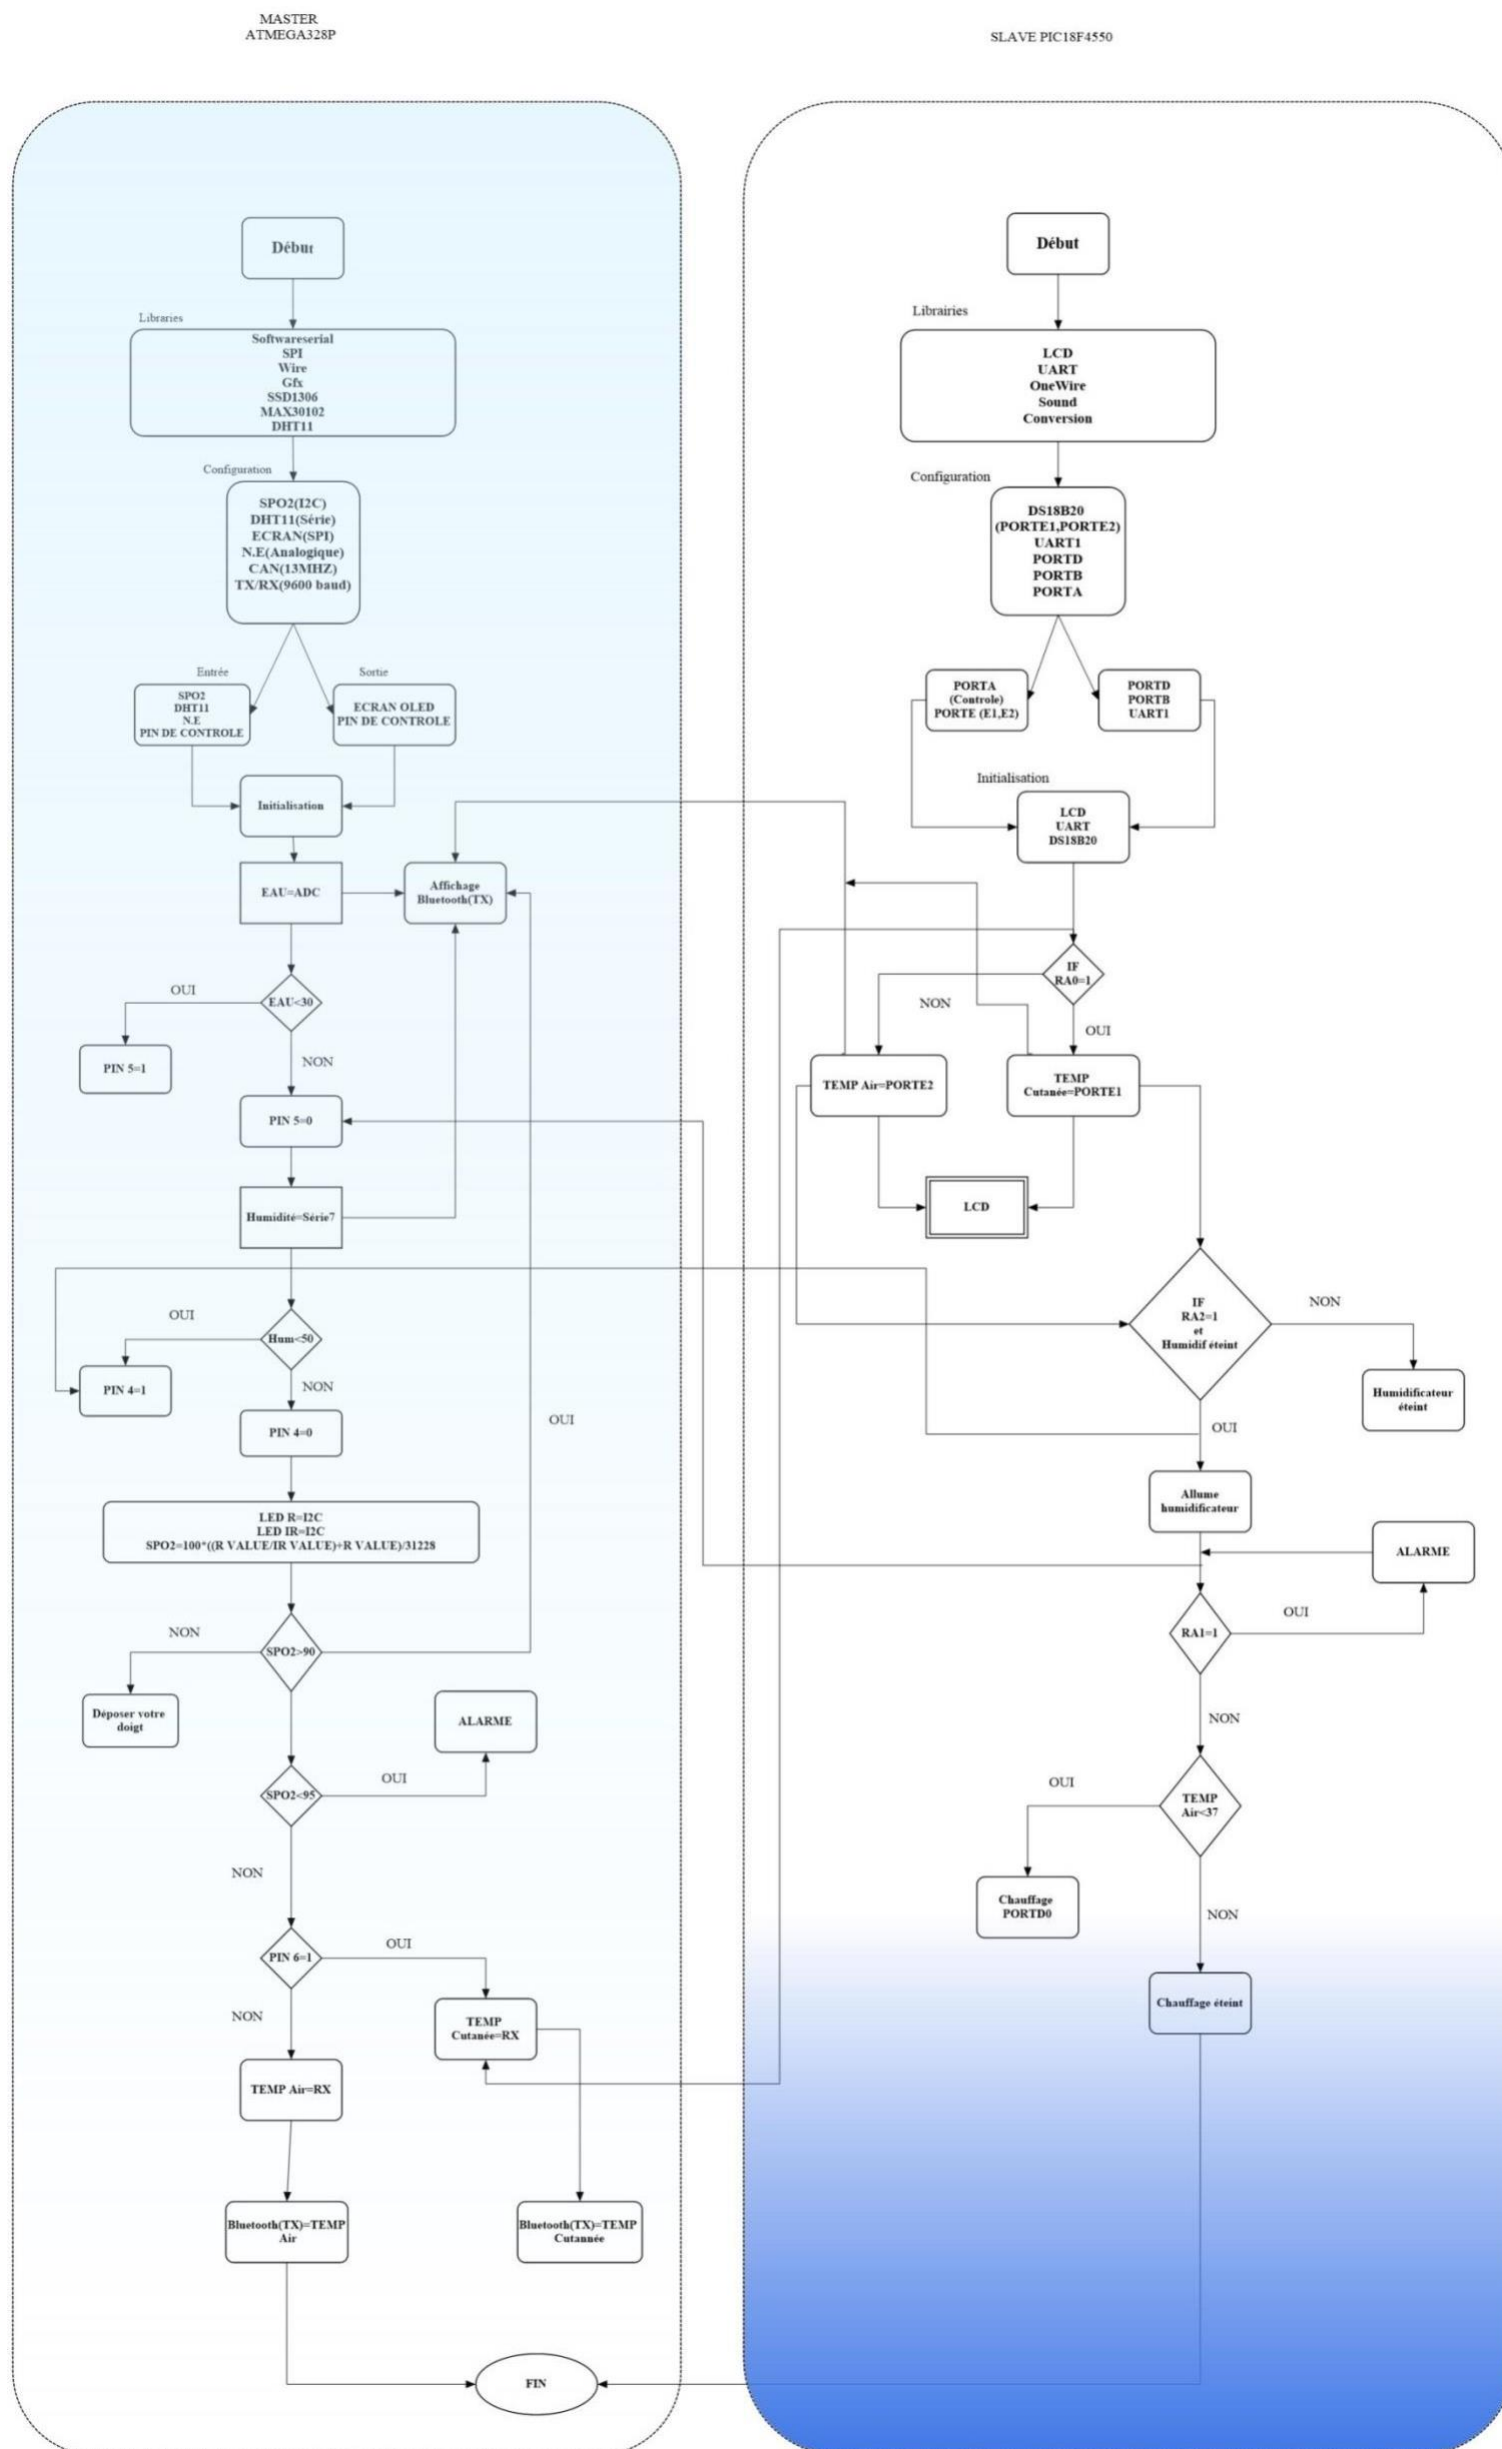 MASTER
ATMEGA328P
Début
Libraries
Softwareserial
SPI
Wire
Gfx
SSD1306
MAX30102
DHT11
Configuration
SPO2(I2C)
DHT11(Série)
ECRAN(SPI)
N.E(Analogique)
CAN(13MHZ)
TX/RX(9600 baud)
Entrée
Sortie
SPO2
DHT11
N.E
PIN DE CONTROLE
ECRAN OLED
PIN DE CONTROLE
Initialisation
EAU=ADC
Affichage
Bluetooth(TX)
EAU<30
OUI
NON
PIN 5=1
PIN 5=0
Humidité=Série7
Hum<50
OUI
NON
PIN 4=1
PIN 4=0
OUI
LED R=I2C
LED IR=I2C
SPO2=100*((R VALUE/IR VALUE)+R VALUE)/31228
SPO2>90
NON
Déposer votre
doigt
ALARME
SPO2<95
OUI
NON
PIN 6=1
OUI
NON
TEMP
Cutanée=RX
TEMP Air=RX
Bluetooth(TX)=TEMP
Air
Bluetooth(TX)=TEMP
Cutannée
FIN
SLAVE PIC18F4550
Début
Librairies
LCD
UART
OneWire
Sound
Conversion
Configuration
DS18B20
(PORTE1,PORTE2)
UART1
PORTD
PORTB
PORTA
PORTA
(Controle)
PORTE (E1,E2)
PORTD
PORTB
UART1
Initialisation
LCD
UART
DS18B20
IF
RA0=1
NON
OUI
TEMP Air=PORTE2
TEMP
Cutanée=PORTE1
LCD
IF
RA2=1
et
Humidif éteint
NON
Humidificateur
éteint
OUI
Allume
humidificateur
ALARME
RA1=1
OUI
NON
TEMP
Air<37
OUI
Chauffage
PORTD0
NON
Chauffage éteint